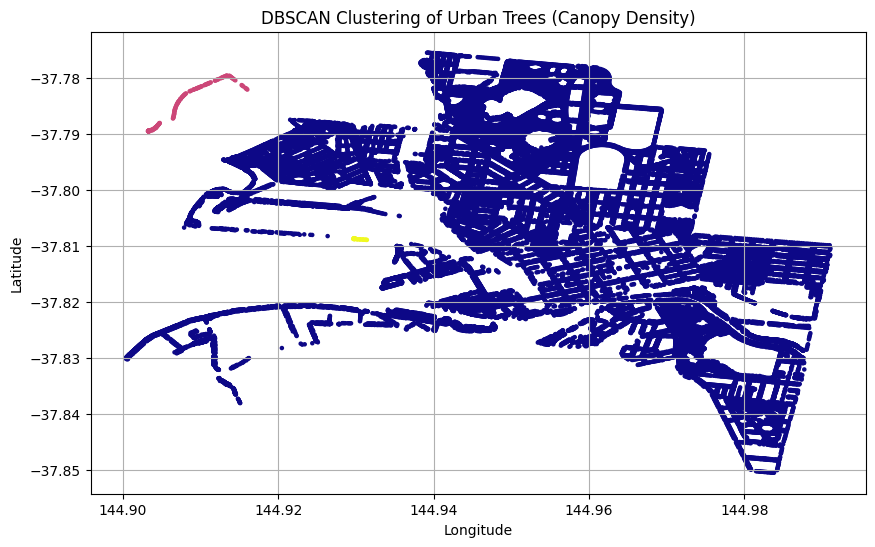 DBSCAN Clustering of Urban Trees (Canopy Density)
−37.78
−37.79
−37.80
−37.81
−37.82
−37.83
−37.84
−37.85
Latitude
144.90 144.92 144.94 144.96 144.98
Longitude